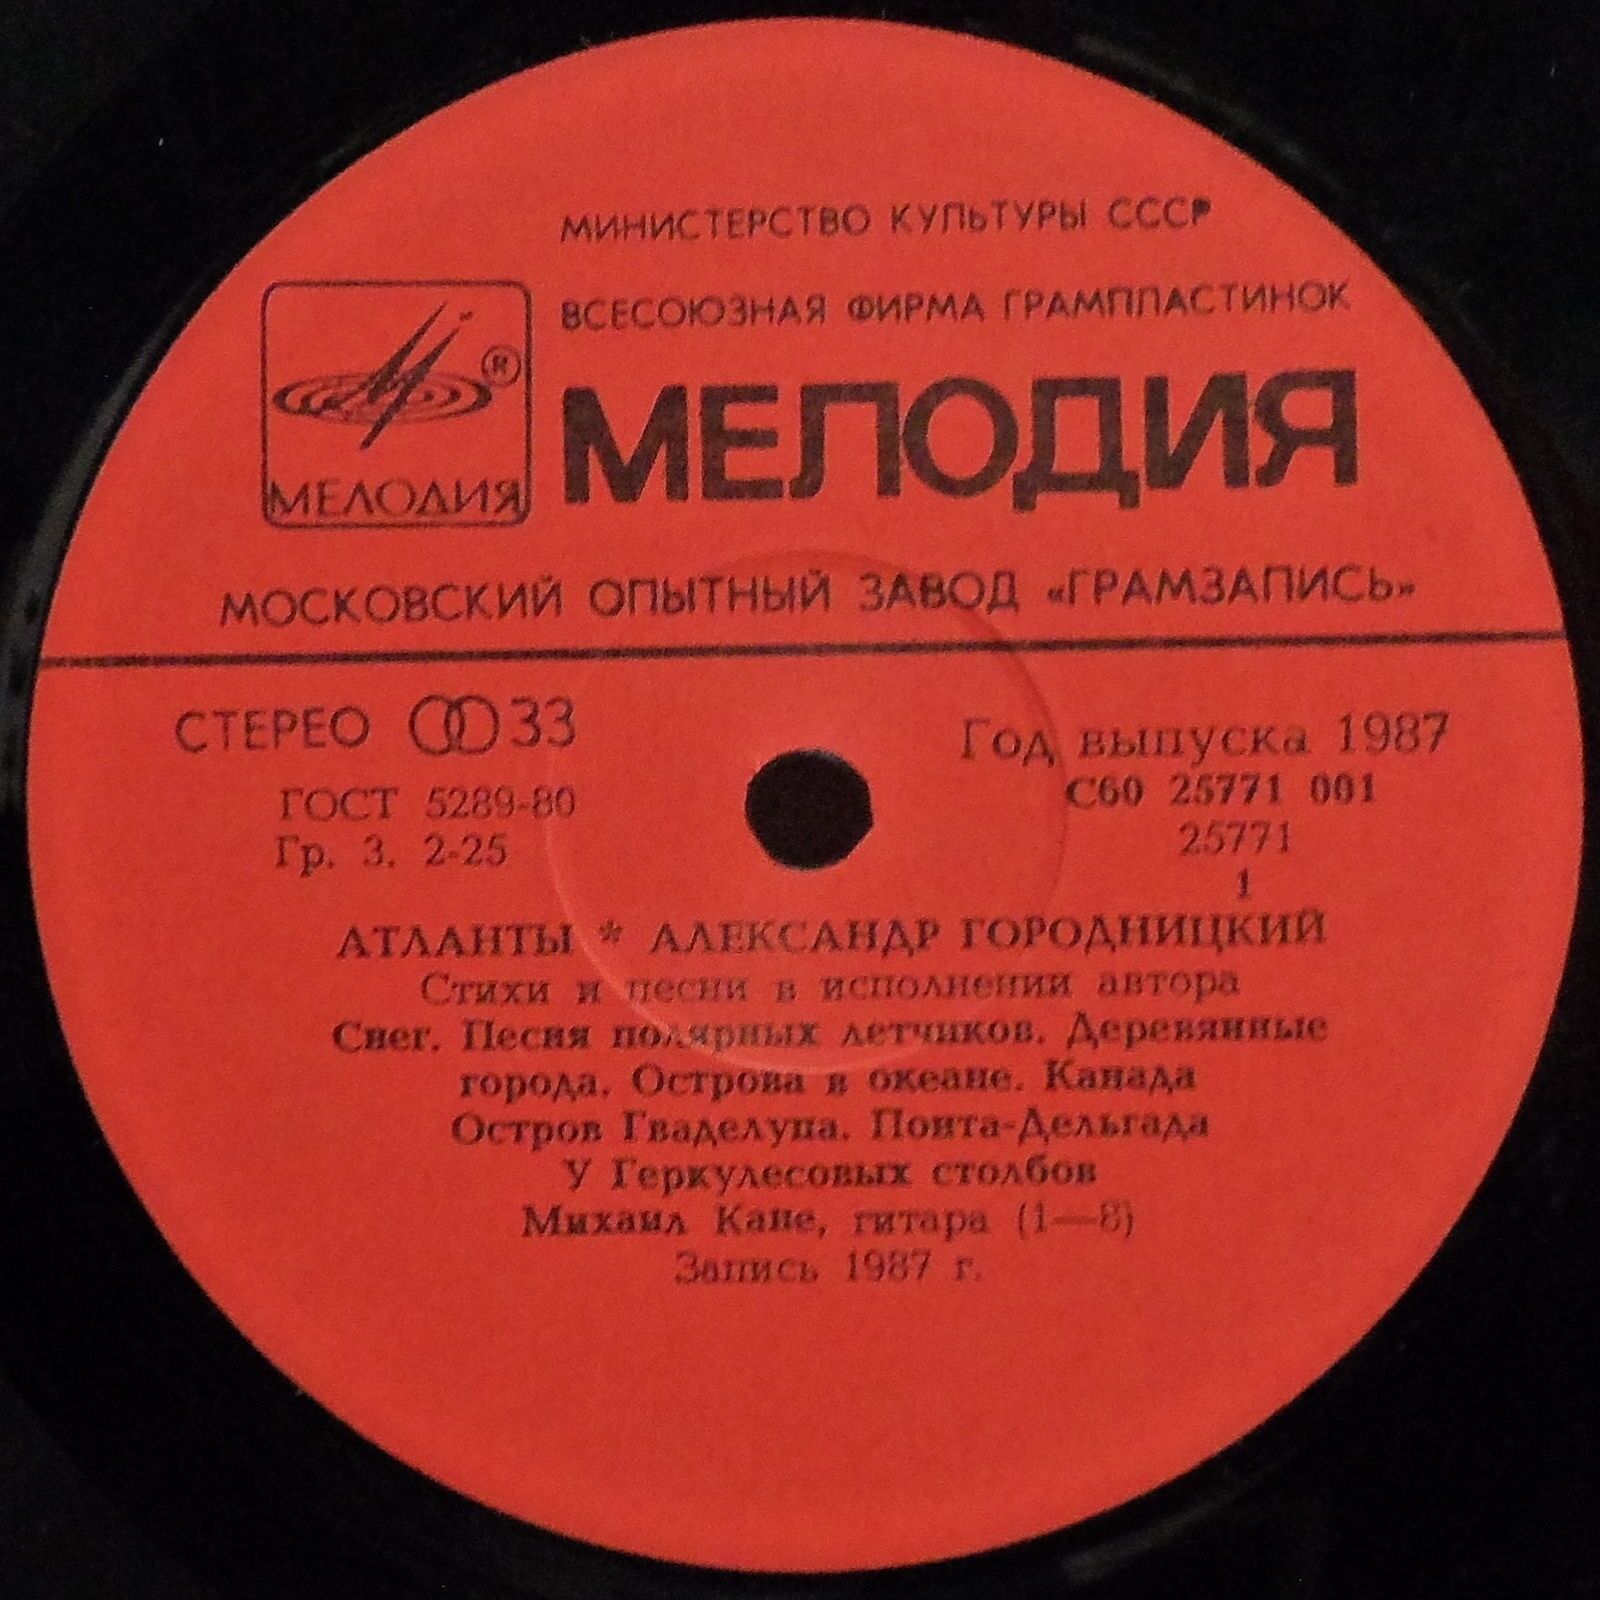 МИНИСТЕРСТВО КУЛЬТУРЫ СССР
ВСЕСОЮЗНАЯ ФИРМА ГРАМПЛАСТИНОК
МЕЛОДИЯ
®
МЕЛОДИЯ
МОСКОВСКИЙ ОПЫТНЫЙ ЗАВОД «ГРАМЗАПИСЬ»
СТЕРЕО 33
ГОСТ 5289-80
Гр. 3. 2-25
Год выпуска 1987
С60 25771 001
25771
1
АТЛАНТЫ * АЛЕКСАНДР ГОРОДНИЦКИЙ
Стихи и песни в исполнении автора
Снег. Песня полярных летчиков. Деревянные
города. Острова в океане. Канада
Остров Гваделупа. Понта-Дельгада
У Геркулесовых столбов
Михаил Кане, гитара (1—8)
Запись 1987 г.